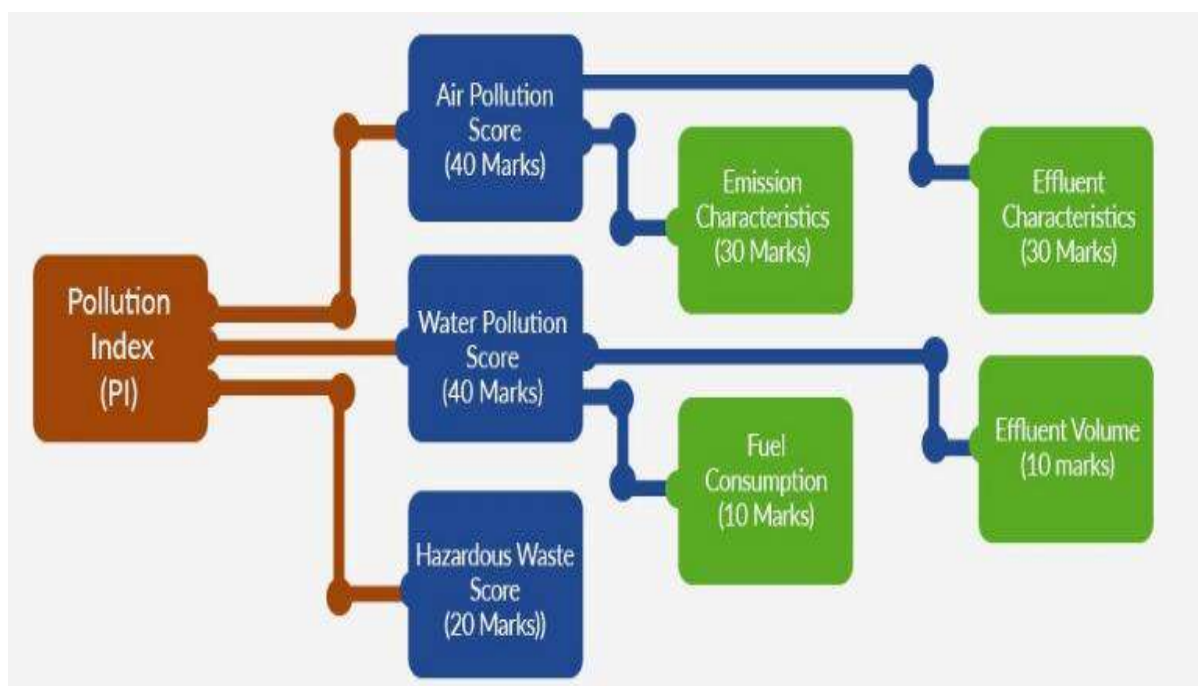 Pollution
Index
(PI)
Air Pollution
Score
(40 Marks)
Water Pollution
Score
(40 Marks)
Hazardous Waste
Score
(20 Marks))
Emission
Characteristics
(30 Marks)
Fuel
Consumption
(10 Marks)
Effluent
Characteristics
(30 Marks)
Effluent Volume
(10 marks)